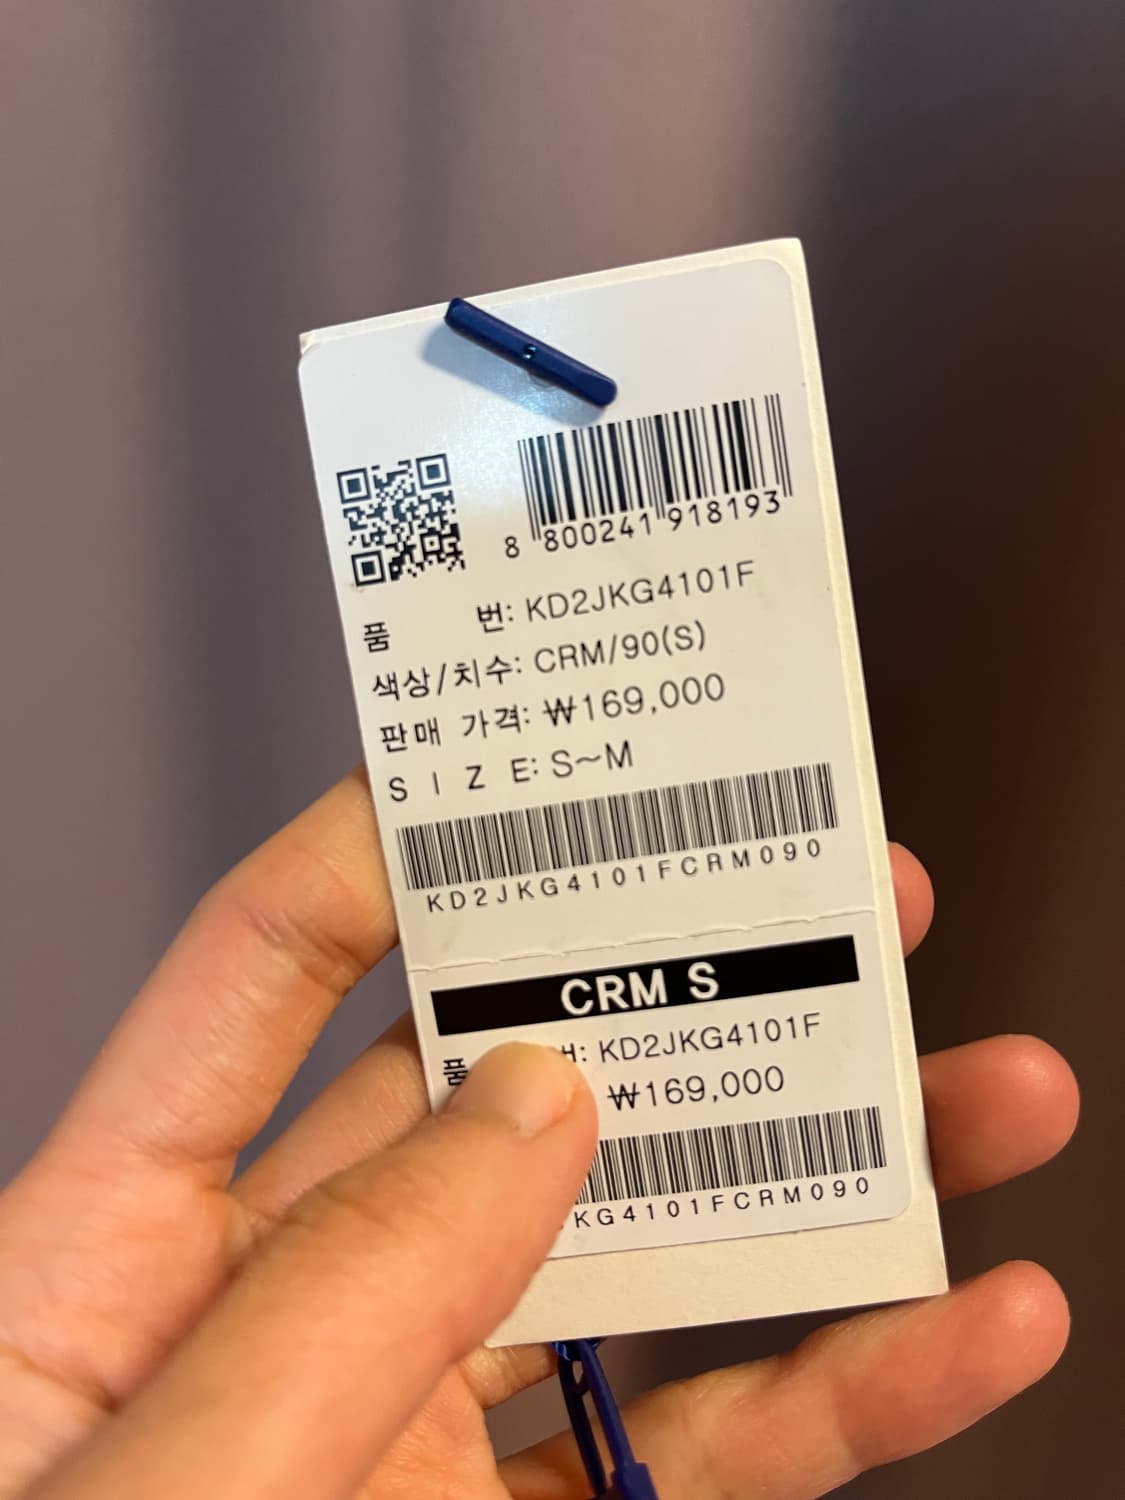 8 800241 918193
품 번: KD2JKG4101F
색상/치수: CRM/90(S)
판매 가격: ₩169,000
S I Z E: S~M
KD2JKG4101FCRM090
CRM S
품 : KD2JKG4101F
₩169,000
KG4101FCRM090